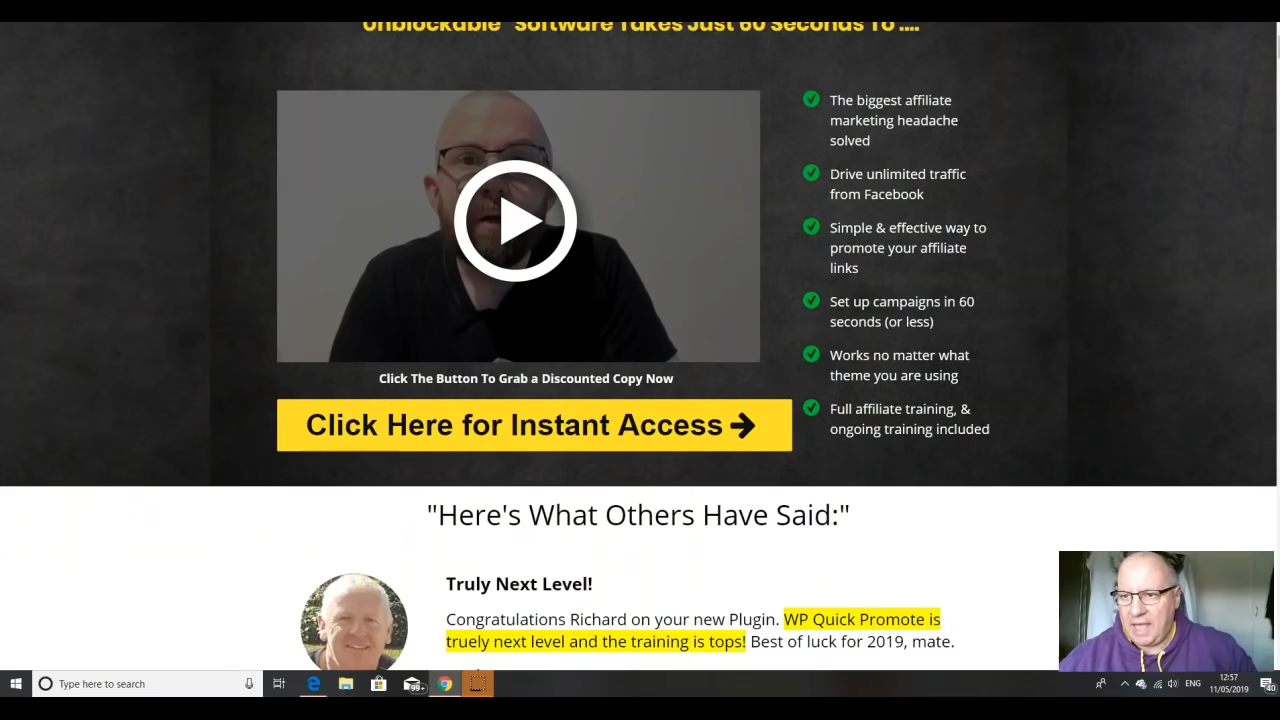 "Unblockable" Software Takes Just 60 Seconds To ....
The biggest affiliate
marketing headache
solved
Drive unlimited traffic
from Facebook
Simple & effective way to
promote your affiliate
links
Set up campaigns in 60
seconds (or less)
Works no matter what
theme you are using
Full affiliate training, &
ongoing training included
Click The Button To Grab a Discounted Copy Now
Click Here for Instant Access
"Here's What Others Have Said:"
Truly Next Level!
Congratulations Richard on your new Plugin. WP Quick Promote is
truely next level and the training is tops! Best of luck for 2019, mate.
Type here to search
99+
ENG
12:57
11/05/2019
40